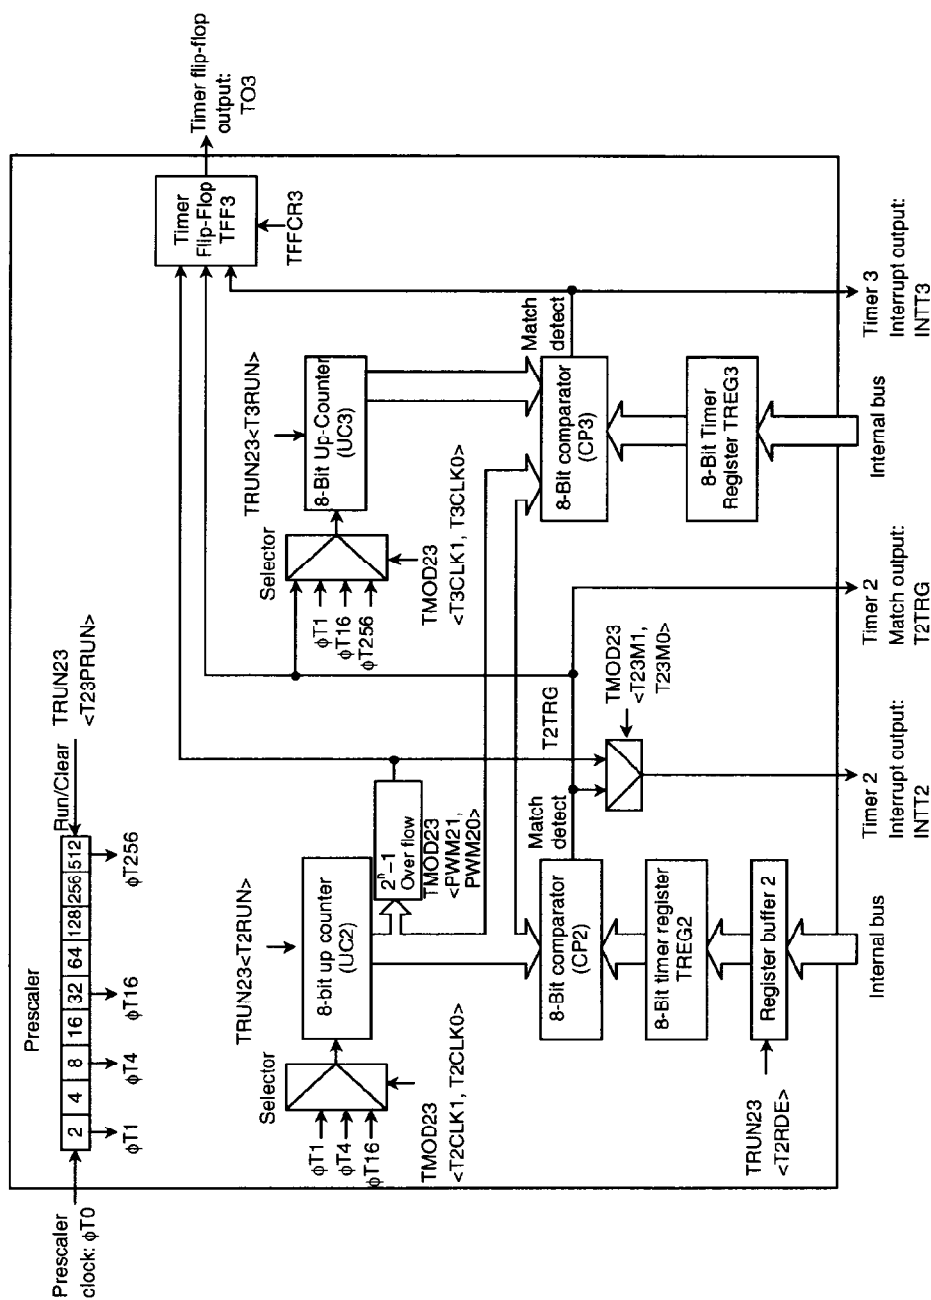 Prescaler
Prescaler
clock: φT0
2 4 8 16 32 64 128 256 512
Run/Clear
TRUN23
<T23PRUN>
φT1
φT4
φT16
φT256
Timer flip-flop
output:
TO3
Timer
Flip-Flop
TFF3
TFFCR3
TRUN23<T2RUN>
Selector
φT1
φT4
φT16
TMOD23
<T2CLK1, T2CLK0>
8-bit up counter
(UC2)
2ⁿ−1
Over flow
TMOD23
<PWM21,
PWM20>
TRUN23<T3RUN>
Selector
φT1
φT16
φT256
TMOD23
<T3CLK1, T3CLK0>
8-Bit Up-Counter
(UC3)
8-Bit comparator
(CP2)
Match
detect
T2TRG
8-Bit comparator
(CP3)
Match
detect
TMOD23
<T23M1,
T23M0>
8-Bit timer register
TREG2
8-Bit Timer
Register TREG3
TRUN23
<T2RDE>
Register buffer 2
Internal bus
Timer 2
Interrupt output:
INTT2
Timer 2
Match output:
T2TRG
Internal bus
Timer 3
Interrupt output:
INTT3